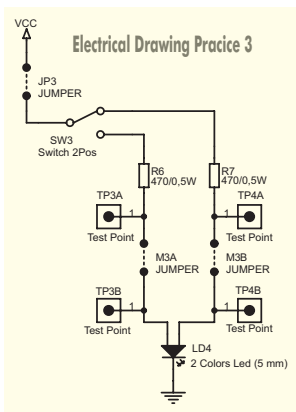 VCC
Electrical Drawing Pracice 3
JP3
JUMPER
SW3
Switch 2Pos
R6
470/0,5W
R7
470/0,5W
TP3A
1
Test Point
TP4A
1
Test Point
M3A
JUMPER
M3B
JUMPER
TP3B
1
Test Point
TP4B
1
Test Point
LD4
2 Colors Led (5 mm)